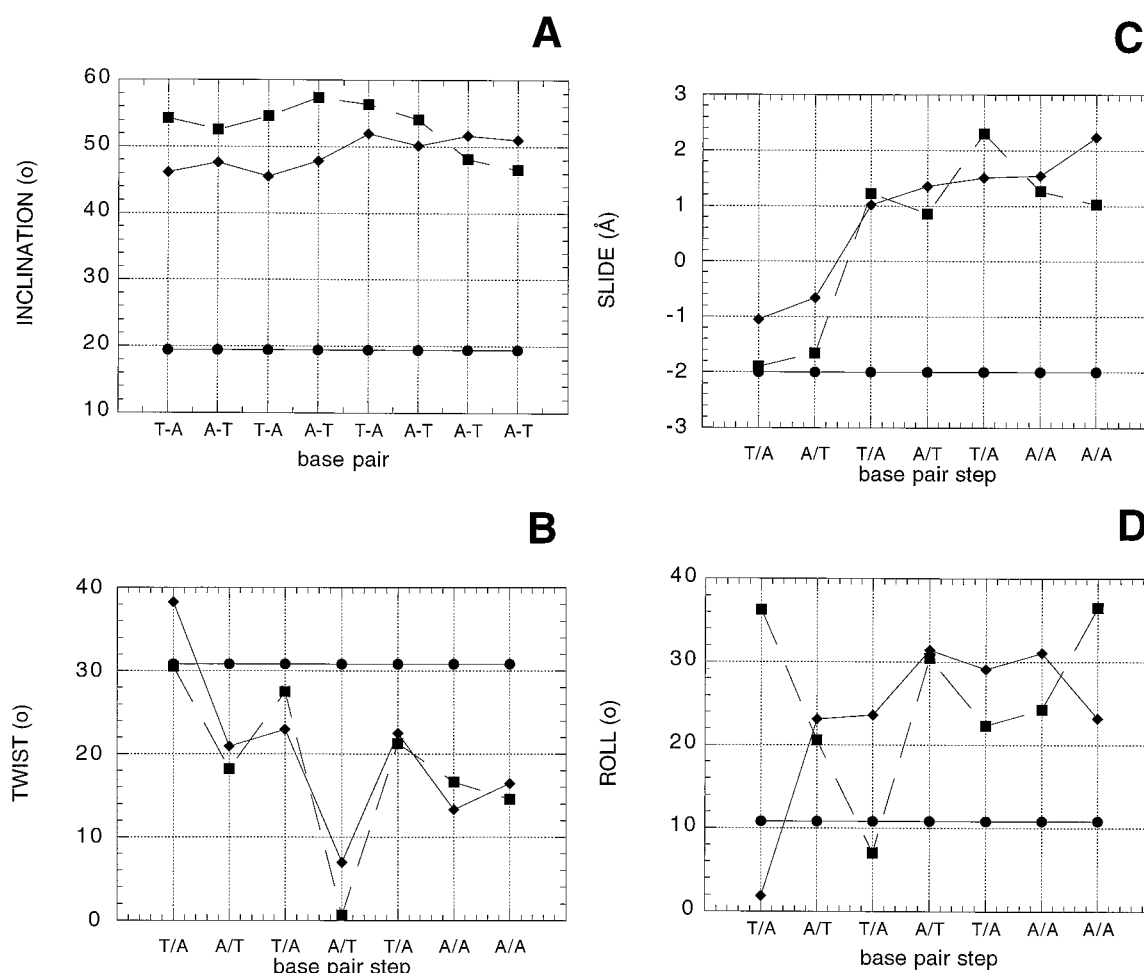 A
INCLINATION (o)
60
50
40
30
20
10
T-A A-T T-A A-T T-A A-T A-T A-T
base pair
C
SLIDE (Å)
3
2
1
0
-1
-2
-3
T/A A/T T/A A/T T/A A/A A/A
base pair step
B
TWIST (o)
40
30
20
10
0
T/A A/T T/A A/T T/A A/A A/A
base pair step
D
ROLL (o)
40
30
20
10
0
T/A A/T T/A A/T T/A A/A A/A
base pair step